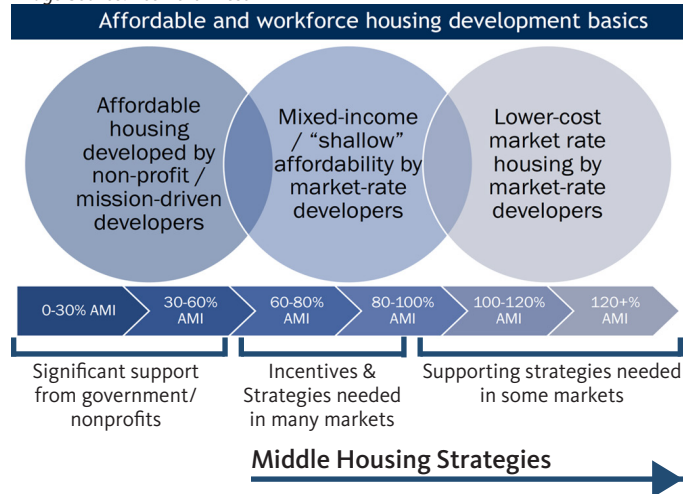 Affordable and workforce housing development basics
Affordable
housing
developed by
non-profit /
mission-driven
developers
Mixed-income
/ “shallow”
affordability by
market-rate
developers
Lower-cost
market rate
housing by
market-rate
developers
0-30% AMI
30-60%
AMI
60-80%
AMI
80-100%
AMI
100-120%
AMI
120+%
AMI
Significant support
from government/
nonprofits
Incentives &
Strategies needed
in many markets
Supporting strategies needed
in some markets
Middle Housing Strategies